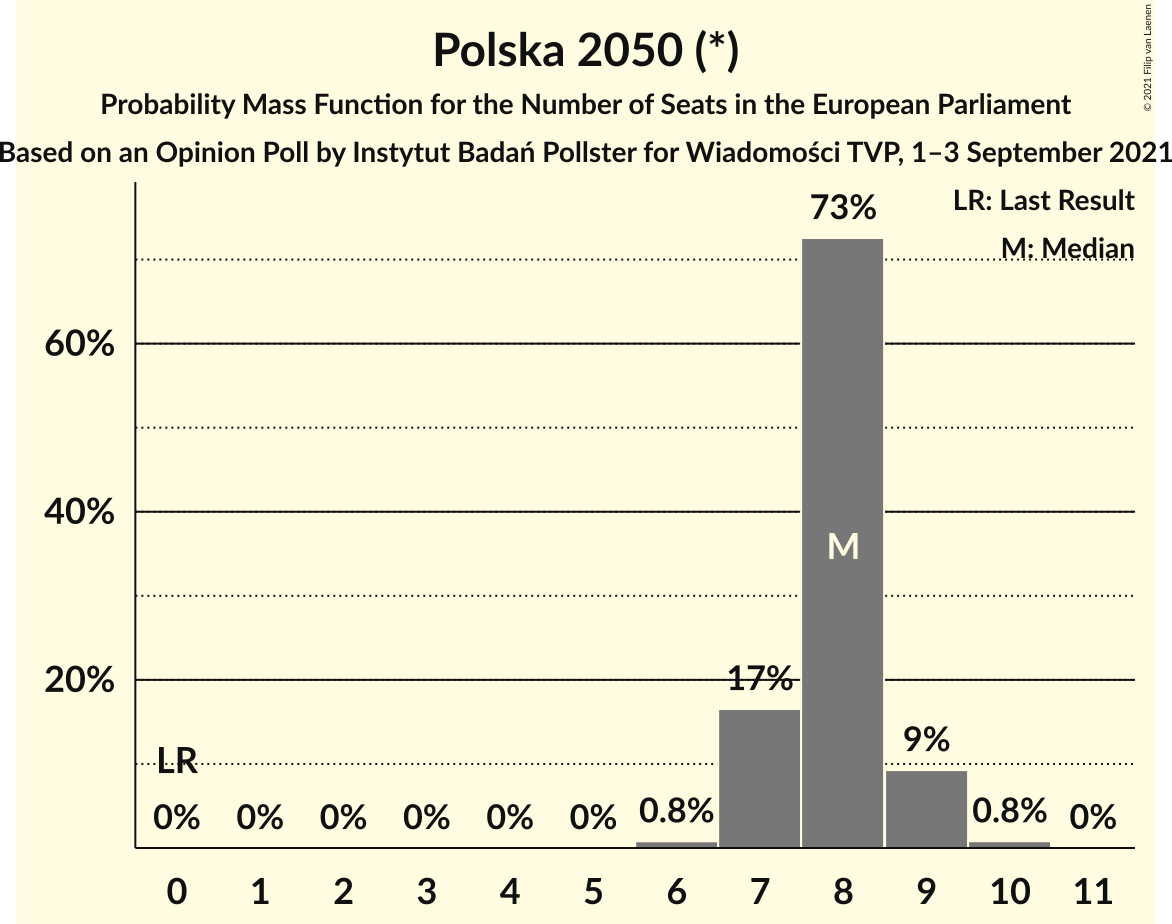 Polska 2050 (*)
Probability Mass Function for the Number of Seats in the European Parliament
Based on an Opinion Poll by Instytut Badań Pollster for Wiadomości TVP, 1–3 September 2021
© 2021 Filip van Laenen
LR: Last Result
M: Median
60%
40%
20%
LR
M
0% 0% 0% 0% 0% 0% 0.8% 17% 73% 9% 0.8% 0%
0 1 2 3 4 5 6 7 8 9 10 11